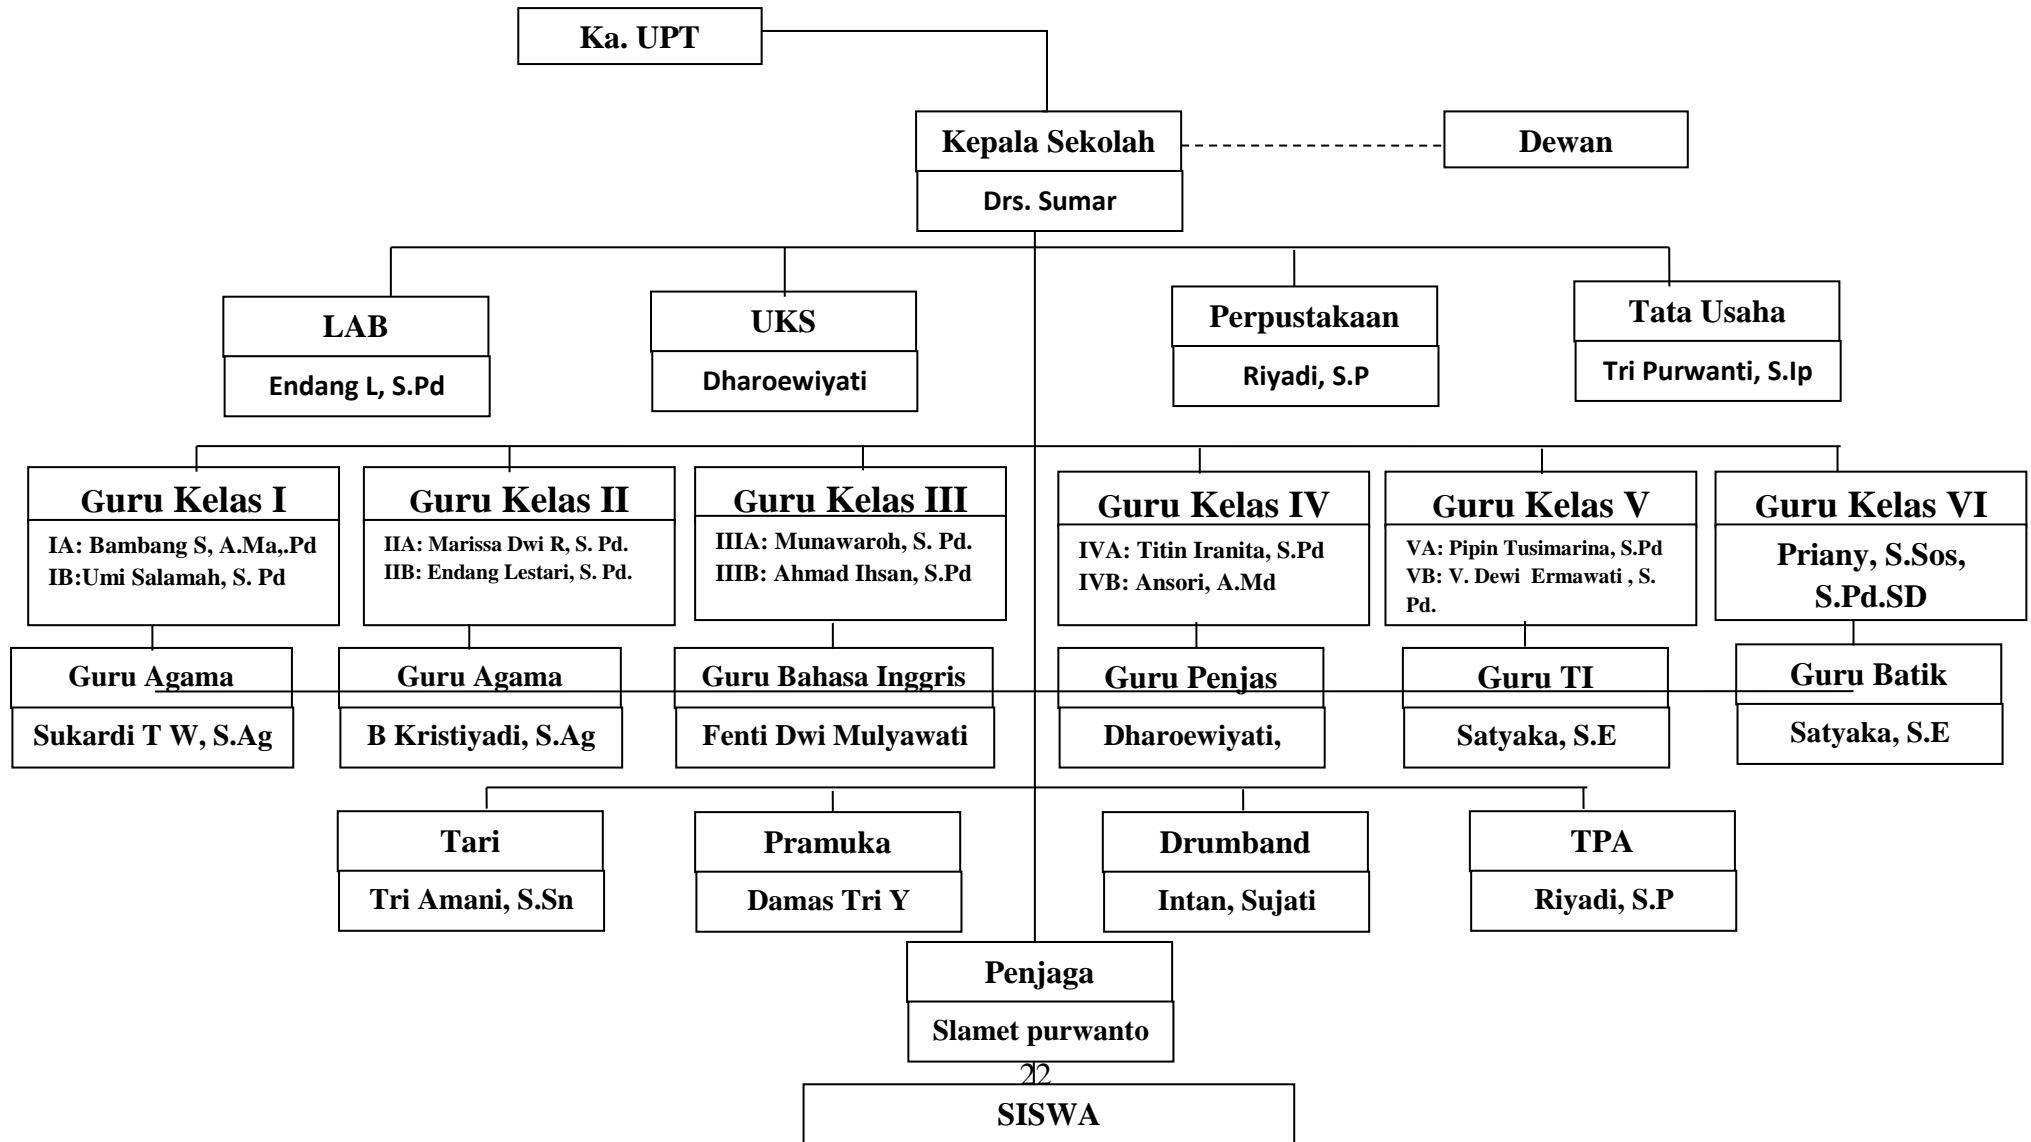 Ka. UPT
Kepala Sekolah
Dewan
Drs. Sumar
LAB
UKS
Perpustakaan
Tata Usaha
Endang L, S.Pd
Dharoewiyati
Riyadi, S.P
Tri Purwanti, S.Ip
Guru Kelas I
IA: Bambang S, A.Ma,.Pd
IB:Umi Salamah, S. Pd
Guru Kelas II
IIA: Marissa Dwi R, S. Pd.
IIB: Endang Lestari, S. Pd.
Guru Kelas III
IIIA: Munawaroh, S. Pd.
IIIB: Ahmad Ihsan, S.Pd
Guru Kelas IV
IVA: Titin Iranita, S.Pd
IVB: Ansori, A.Md
Guru Kelas V
VA: Pipin Tusimarina, S.Pd
VB: V. Dewi Ermawati , S.
Pd.
Guru Kelas VI
Priany, S.Sos,
S.Pd.SD
Guru Agama
Sukardi T W, S.Ag
Guru Agama
B Kristiyadi, S.Ag
Guru Bahasa Inggris
Fenti Dwi Mulyawati
Guru Penjas
Dharoewiyati,
Guru TI
Satyaka, S.E
Guru Batik
Satyaka, S.E
Tari
Tri Amani, S.Sn
Pramuka
Damas Tri Y
Drumband
Intan, Sujati
TPA
Riyadi, S.P
Penjaga
Slamet purwanto
22
SISWA